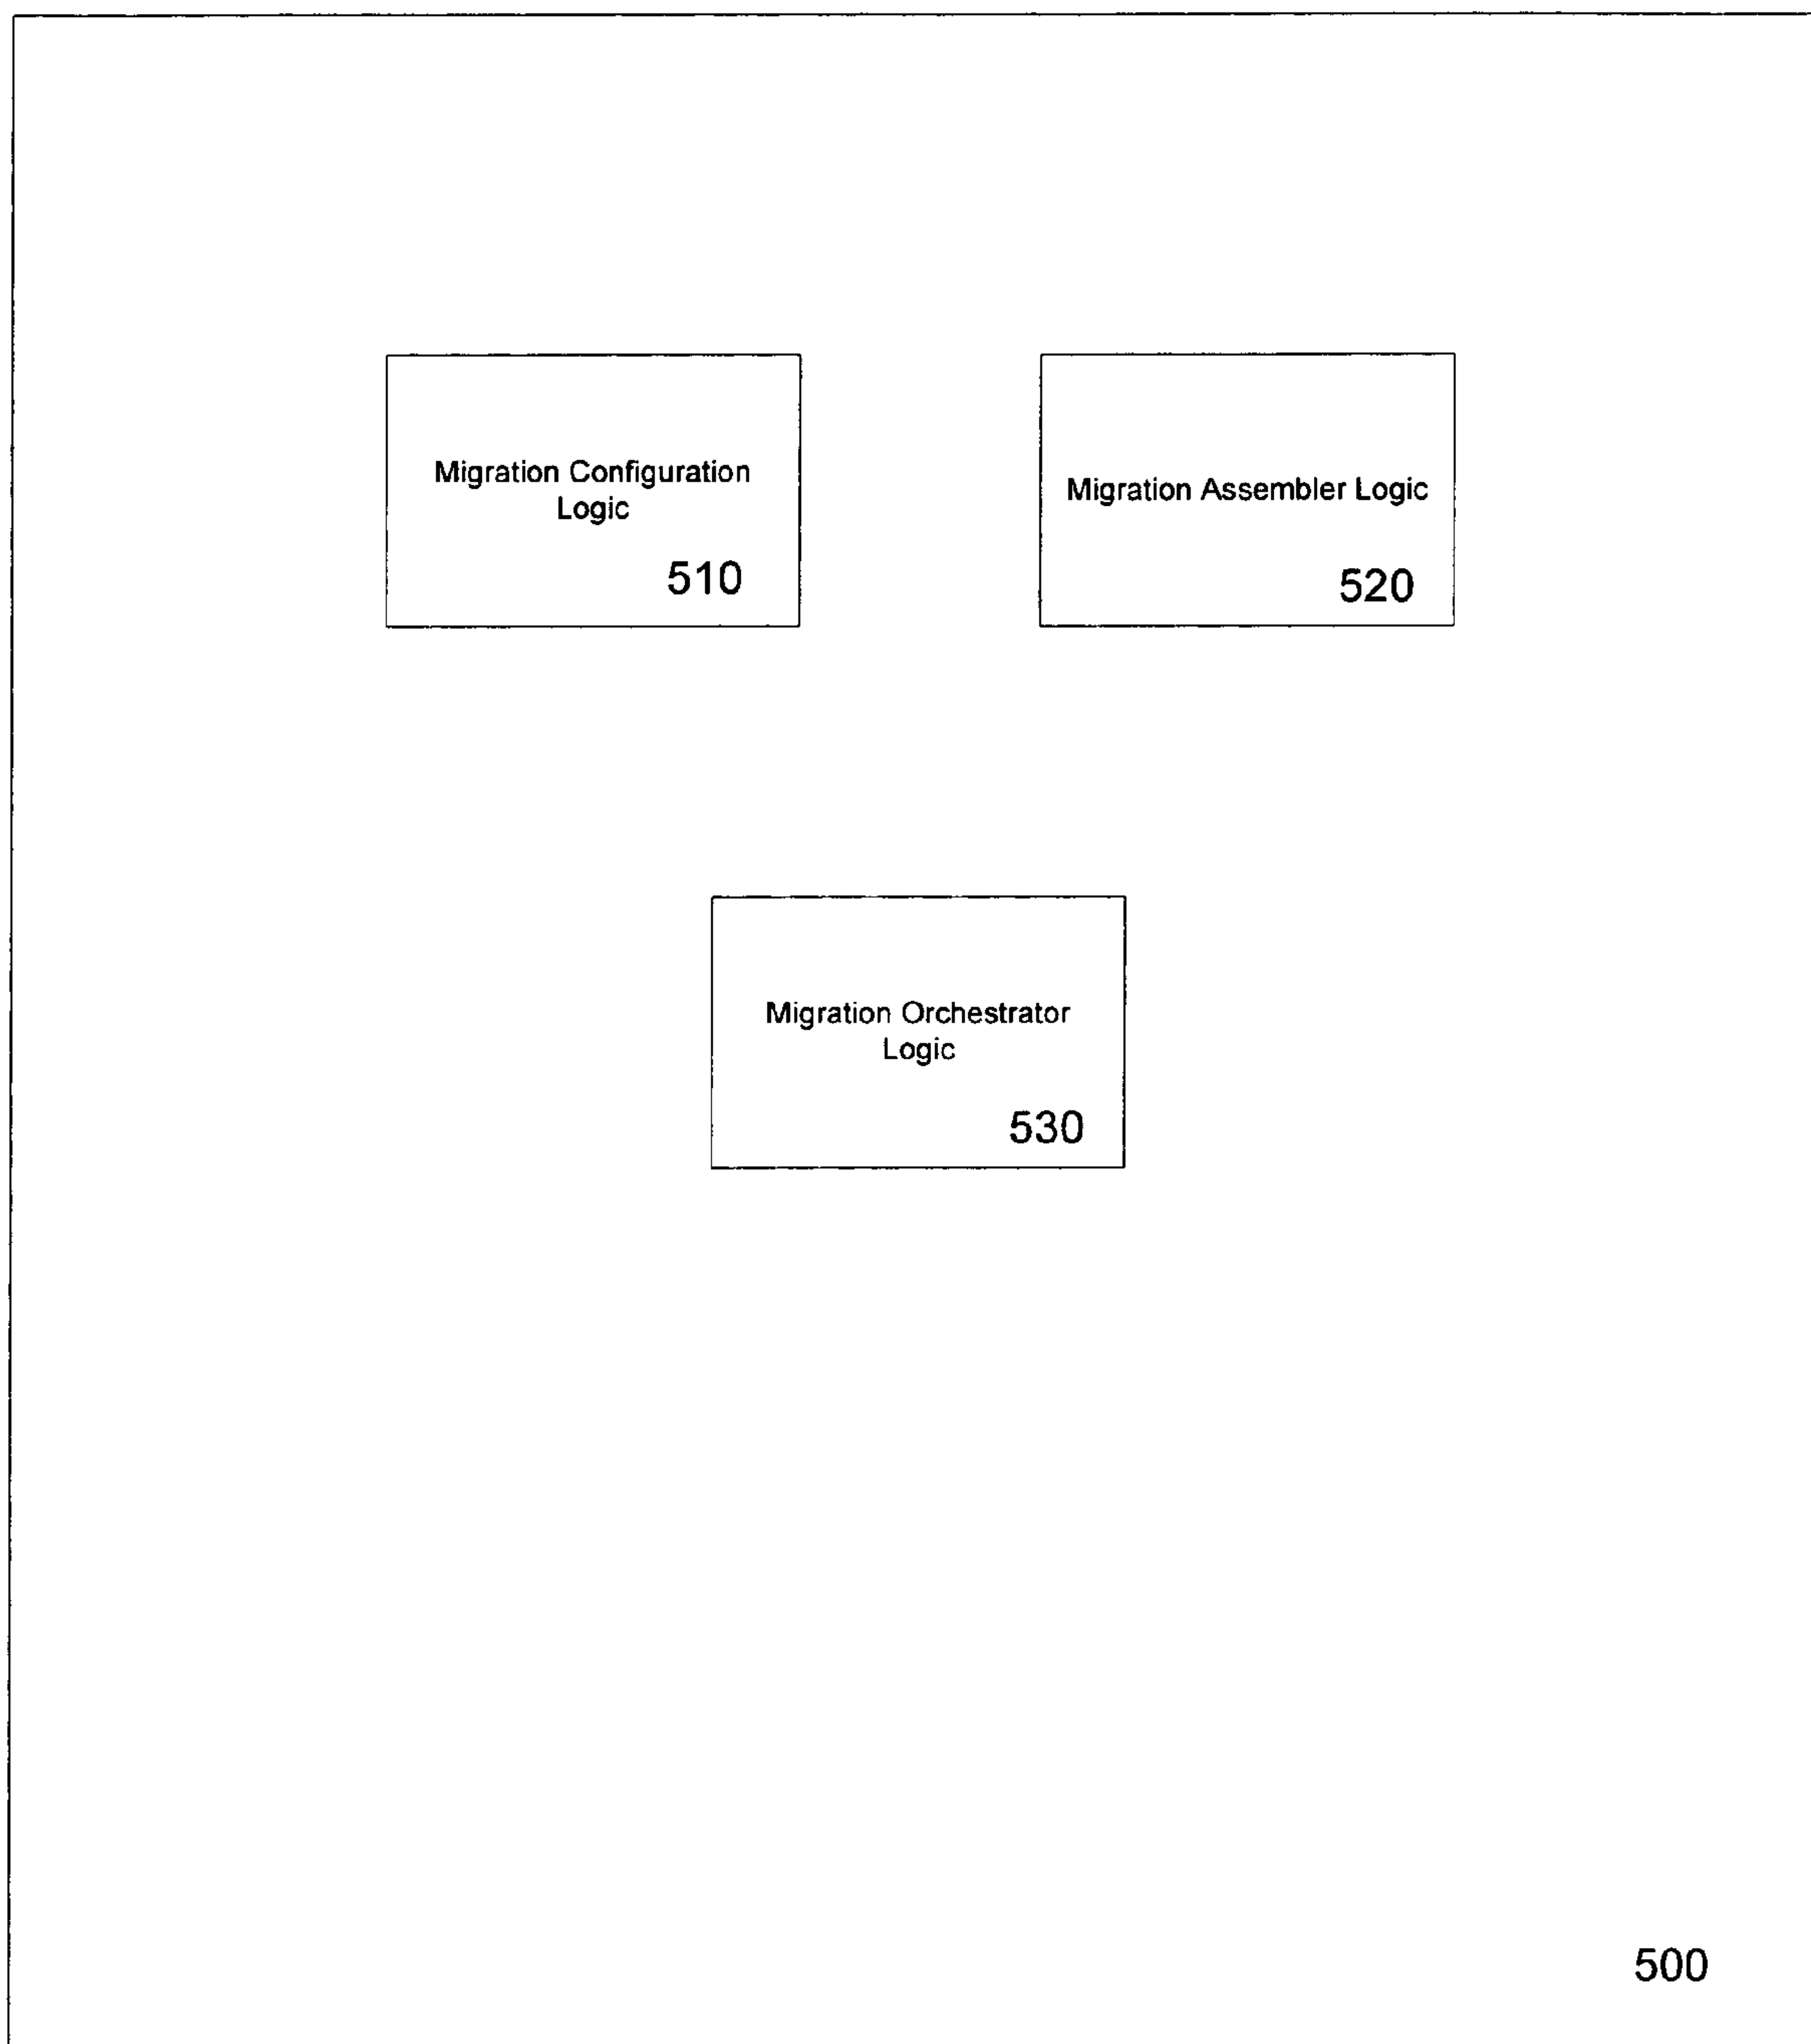 Migration Configuration
Logic
510
Migration Assembler Logic
520
Migration Orchestrator
Logic
530
500